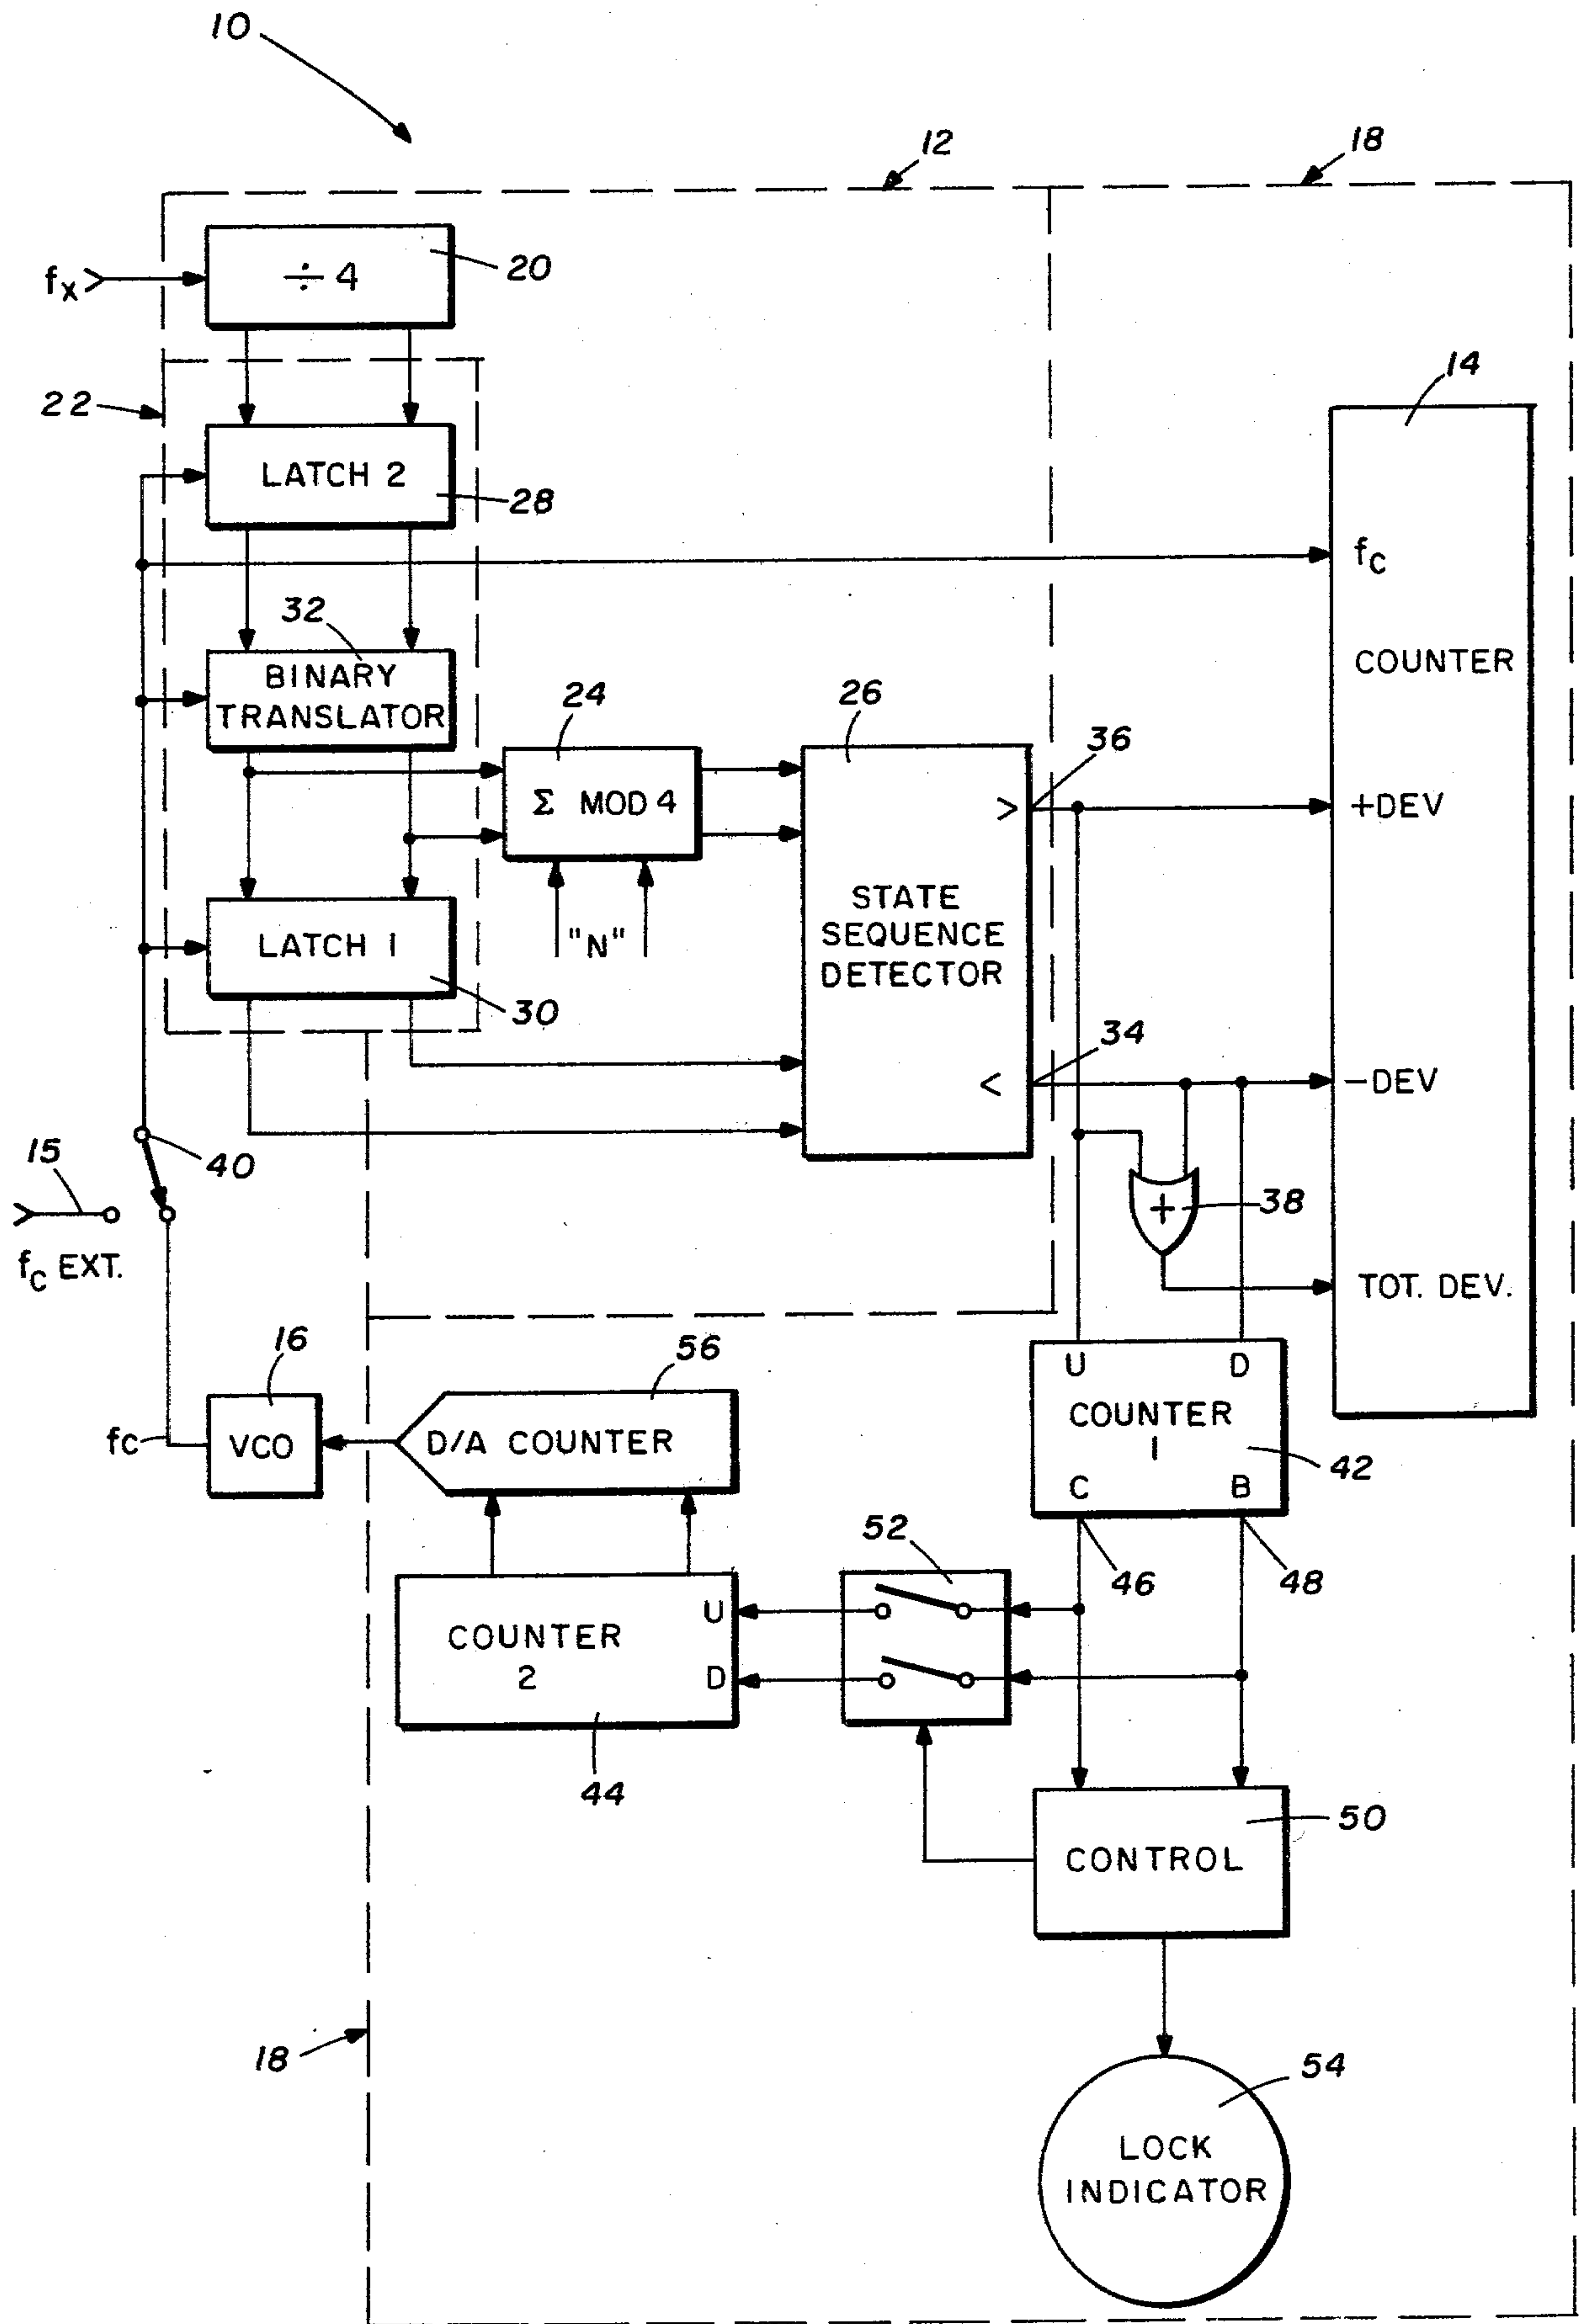 10
12
18
fx
÷ 4
20
22
LATCH 2
28
14
fc
COUNTER
32
BINARY
TRANSLATOR
24
Σ MOD 4
"N"
26
STATE
SEQUENCE
DETECTOR
>
<
36
+DEV
34
−DEV
LATCH 1
30
15
40
fc EXT.
+
38
TOT. DEV.
16
fc
VCO
56
D/A COUNTER
U
D
COUNTER
1
C
B
42
46
48
52
COUNTER
2
U
D
44
50
CONTROL
18
54
LOCK
INDICATOR